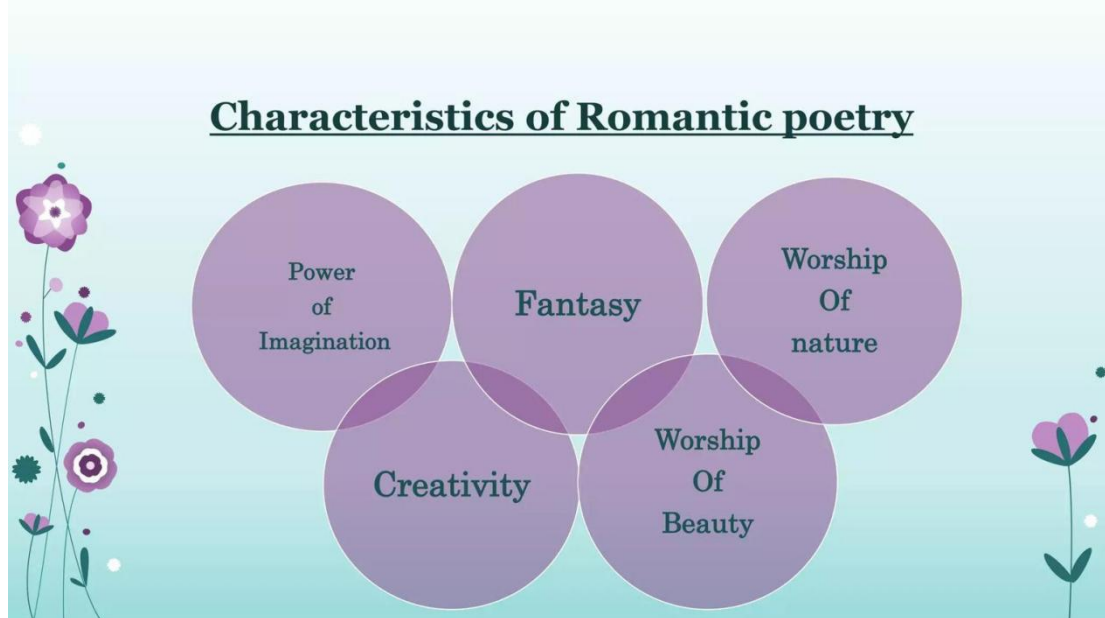 Characteristics of Romantic poetry
Power
of
Imagination
Fantasy
Worship
Of
nature
Creativity
Worship
Of
Beauty